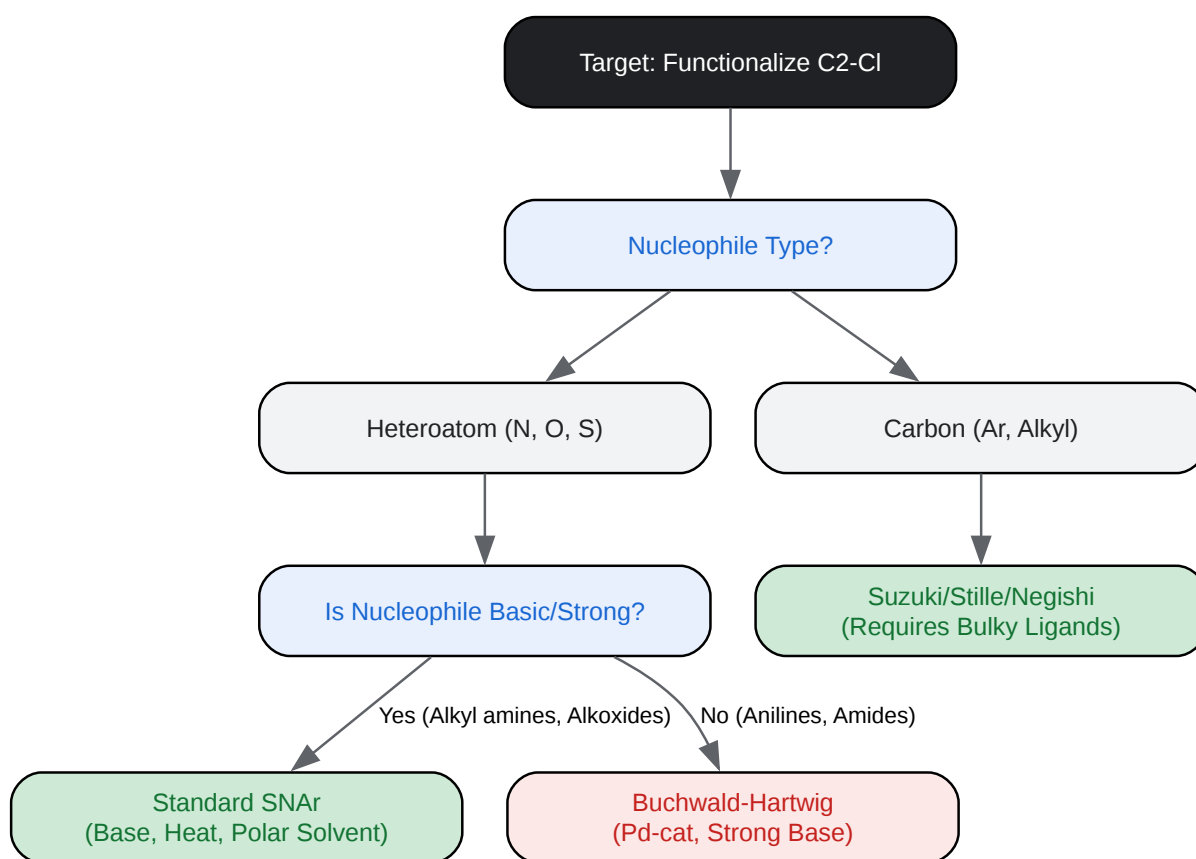 Target: Functionalize C2-Cl
Nucleophile Type?
Heteroatom (N, O, S)
Carbon (Ar, Alkyl)
Is Nucleophile Basic/Strong?
Suzuki/Stille/Negishi
(Requires Bulky Ligands)
Yes (Alkyl amines, Alkoxides)
No (Anilines, Amides)
Standard SNAr
(Base, Heat, Polar Solvent)
Buchwald-Hartwig
(Pd-cat, Strong Base)